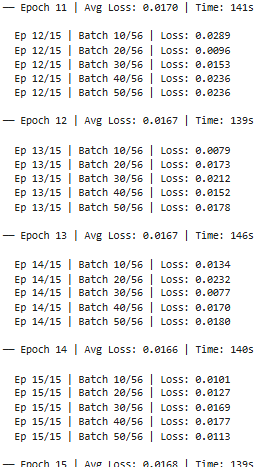 — Epoch 11 | Avg Loss: 0.0170 | Time: 141s
Ep 12/15 | Batch 10/56 | Loss: 0.0289
Ep 12/15 | Batch 20/56 | Loss: 0.0096
Ep 12/15 | Batch 30/56 | Loss: 0.0153
Ep 12/15 | Batch 40/56 | Loss: 0.0236
Ep 12/15 | Batch 50/56 | Loss: 0.0236
— Epoch 12 | Avg Loss: 0.0167 | Time: 139s
Ep 13/15 | Batch 10/56 | Loss: 0.0079
Ep 13/15 | Batch 20/56 | Loss: 0.0173
Ep 13/15 | Batch 30/56 | Loss: 0.0212
Ep 13/15 | Batch 40/56 | Loss: 0.0152
Ep 13/15 | Batch 50/56 | Loss: 0.0178
— Epoch 13 | Avg Loss: 0.0167 | Time: 146s
Ep 14/15 | Batch 10/56 | Loss: 0.0134
Ep 14/15 | Batch 20/56 | Loss: 0.0232
Ep 14/15 | Batch 30/56 | Loss: 0.0077
Ep 14/15 | Batch 40/56 | Loss: 0.0170
Ep 14/15 | Batch 50/56 | Loss: 0.0180
— Epoch 14 | Avg Loss: 0.0166 | Time: 140s
Ep 15/15 | Batch 10/56 | Loss: 0.0101
Ep 15/15 | Batch 20/56 | Loss: 0.0127
Ep 15/15 | Batch 30/56 | Loss: 0.0169
Ep 15/15 | Batch 40/56 | Loss: 0.0177
Ep 15/15 | Batch 50/56 | Loss: 0.0113
— Epoch 15 | Avg Loss: 0.0168 | Time: 139s